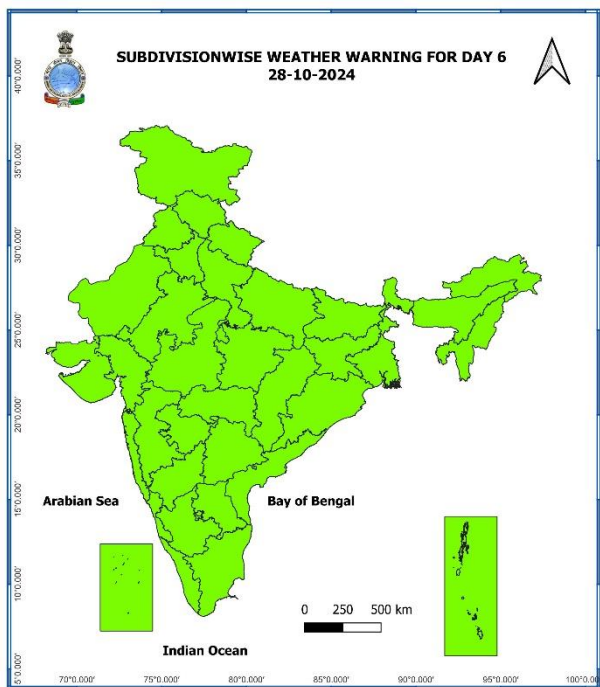 SUBDIVISIONWISE WEATHER WARNING FOR DAY 6
28-10-2024
40°0.000'
35°0.000'
30°0.000'
25°0.000'
20°0.000'
15°0.000'
10°0.000'
5°0.000'
Arabian Sea
Bay of Bengal
0 250 500 km
Indian Ocean
70°0.000' 75°0.000' 80°0.000' 85°0.000' 90°0.000' 95°0.000' 100°0.000'